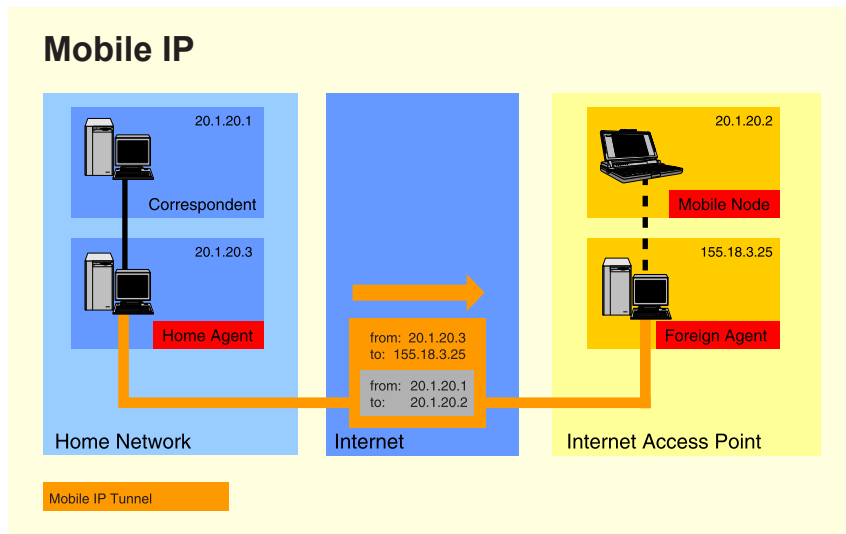 Mobile IP
20.1.20.1
Correspondent
20.1.20.3
Home Agent
Home Network
from: 20.1.20.3
to: 155.18.3.25
from: 20.1.20.1
to: 20.1.20.2
Internet
20.1.20.2
Mobile Node
155.18.3.25
Foreign Agent
Internet Access Point
Mobile IP Tunnel